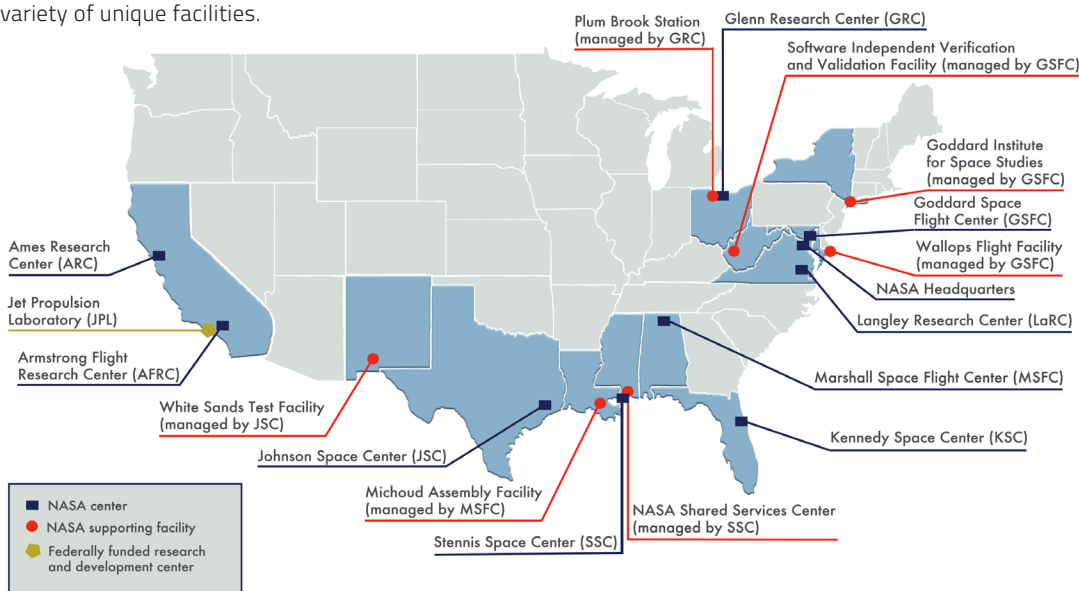 variety of unique facilities.
Plum Brook Station
(managed by GRC)
Glenn Research Center (GRC)
Software Independent Verification
and Validation Facility (managed by GSFC)
Goddard Institute
for Space Studies
(managed by GSFC)
Goddard Space
Flight Center (GSFC)
Wallops Flight Facility
(managed by GSFC)
NASA Headquarters
Langley Research Center (LaRC)
Marshall Space Flight Center (MSFC)
Kennedy Space Center (KSC)
Ames Research
Center (ARC)
Jet Propulsion
Laboratory (JPL)
Armstrong Flight
Research Center (AFRC)
White Sands Test Facility
(managed by JSC)
Johnson Space Center (JSC)
Michoud Assembly Facility
(managed by MSFC)
Stennis Space Center (SSC)
NASA Shared Services Center
(managed by SSC)
NASA center
NASA supporting facility
Federally funded research
and development center